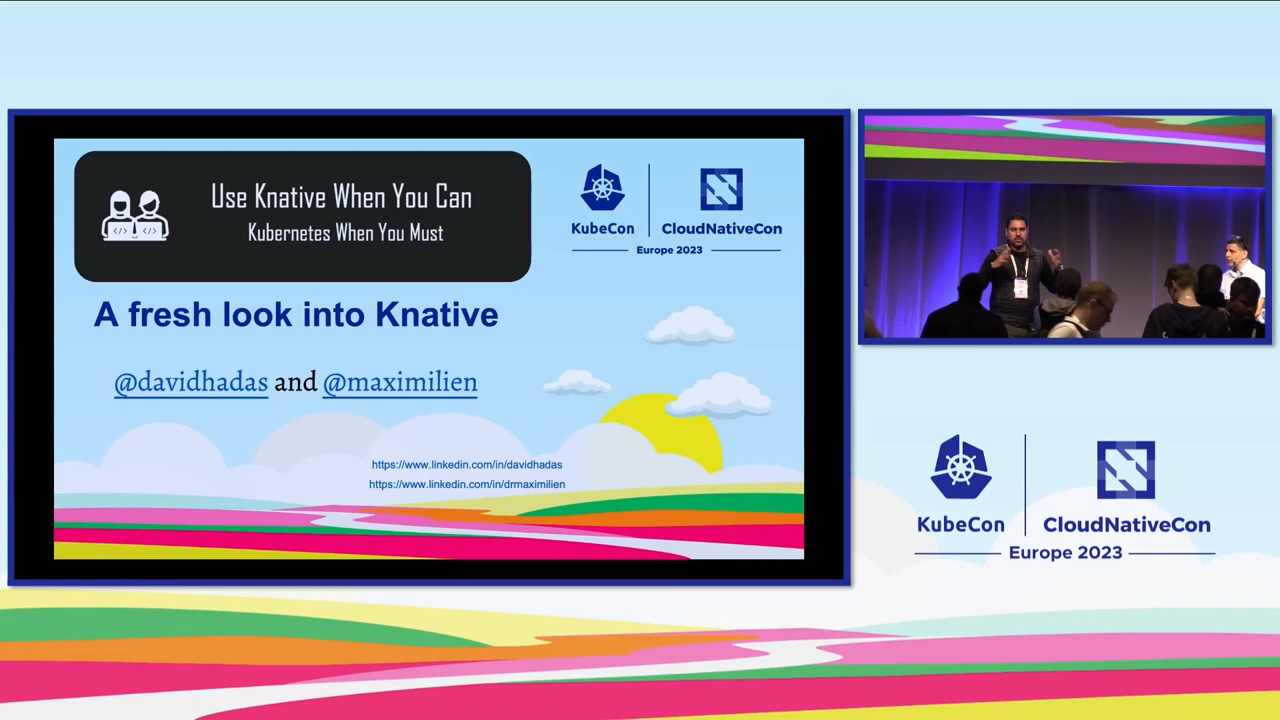 Use Knative When You Can
Kubernetes When You Must
KubeCon
CloudNativeCon
Europe 2023
A fresh look into Knative
@davidhadas and @maximilien
https://www.linkedin.com/in/davidhadas
https://www.linkedin.com/in/drmaximilien
KubeCon
CloudNativeCon
Europe 2023